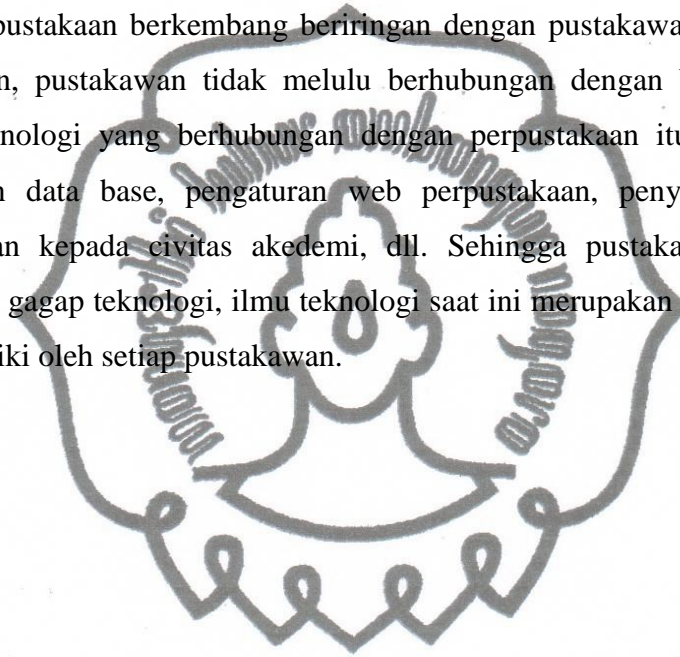 pustakaan berkembang beriringan dengan pustakawa
n, pustakawan tidak melulu berhubungan dengan
nologi yang berhubungan dengan perpustakaan itu
data base, pengaturan web perpustakaan, peny
an kepada civitas akedemi, dll. Sehingga pustaka
gagap teknologi, ilmu teknologi saat ini merupakan
iki oleh setiap pustakawan.